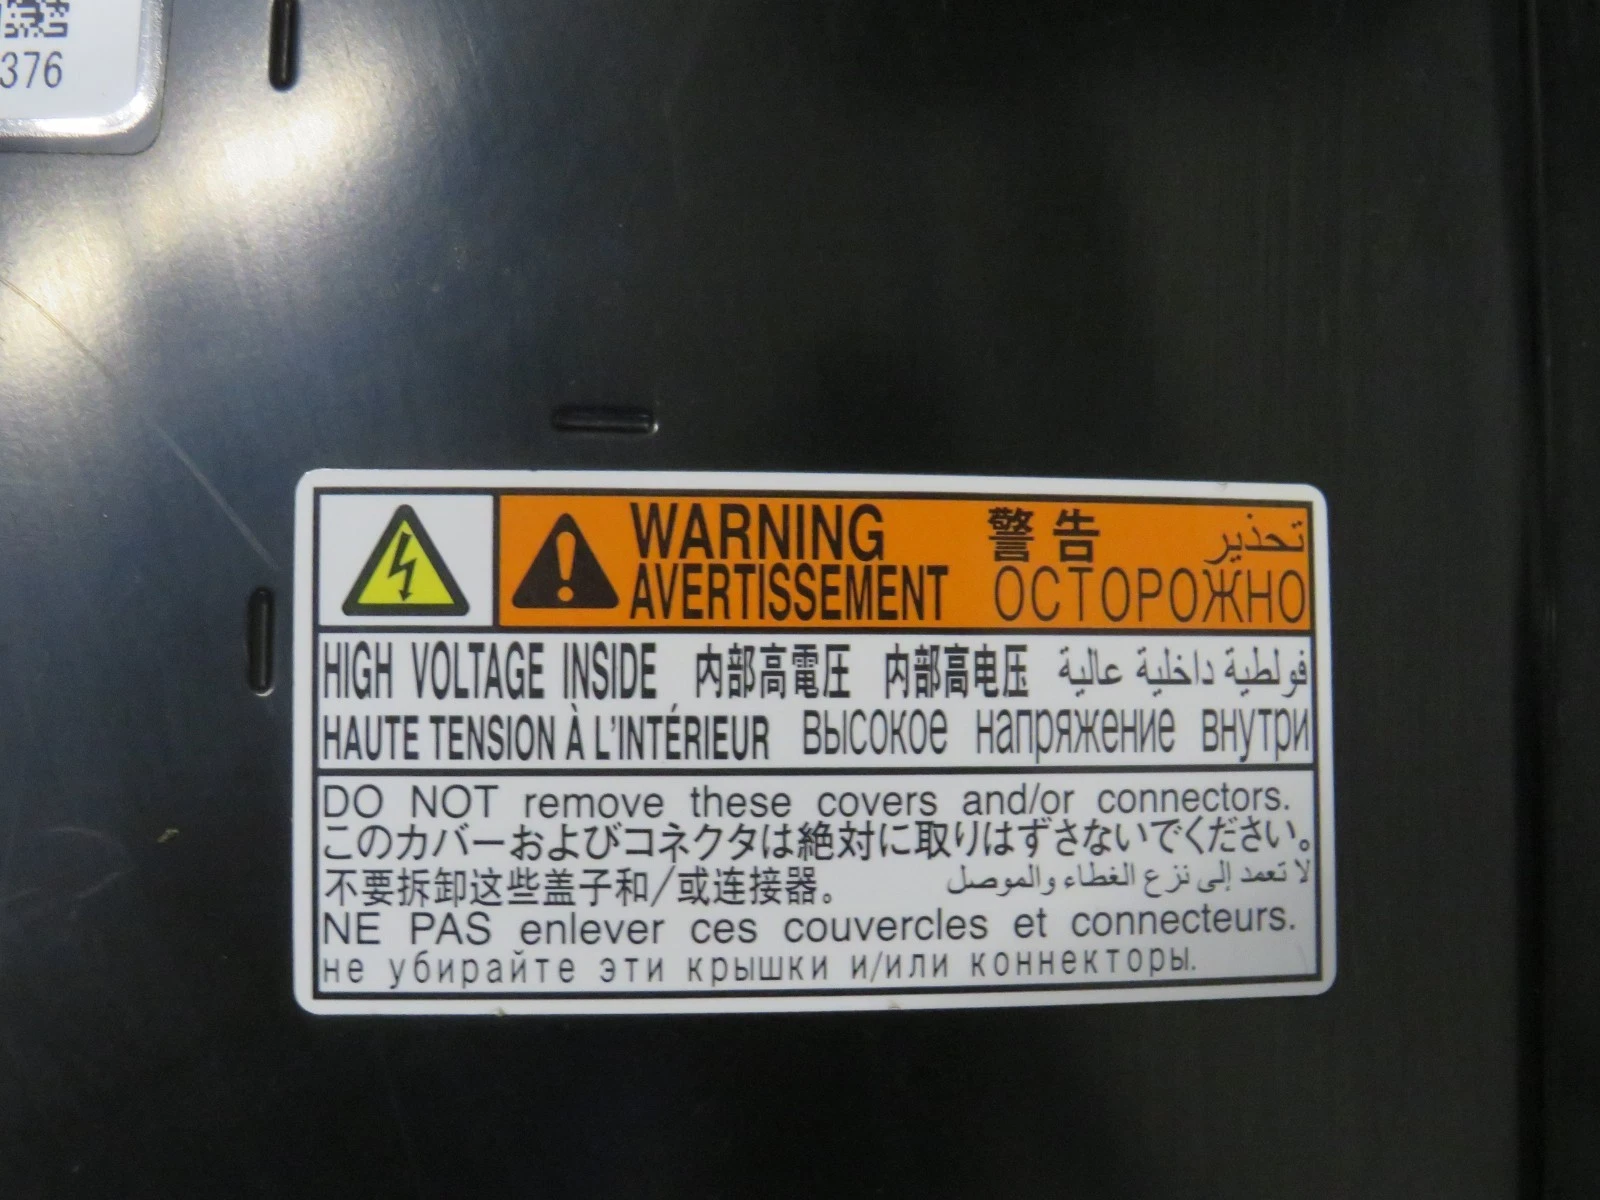 376
WARNING 警告 تحذير
AVERTISSEMENT ОСТОРОЖНО
HIGH VOLTAGE INSIDE 内部高電圧 内部高电压 فولطية داخلية عالية
HAUTE TENSION À L'INTÉRIEUR Высокое напряжение внутри
DO NOT remove these covers and/or connectors.
このカバーおよびコネクタは絶対に取りはずさないでください。
不要拆卸这些盖子和/或连接器。 لا تعمد إلى نزع الغطاء والموصل
NE PAS enlever ces couvercles et connecteurs.
не убирайте эти крышки и/или коннекторы.